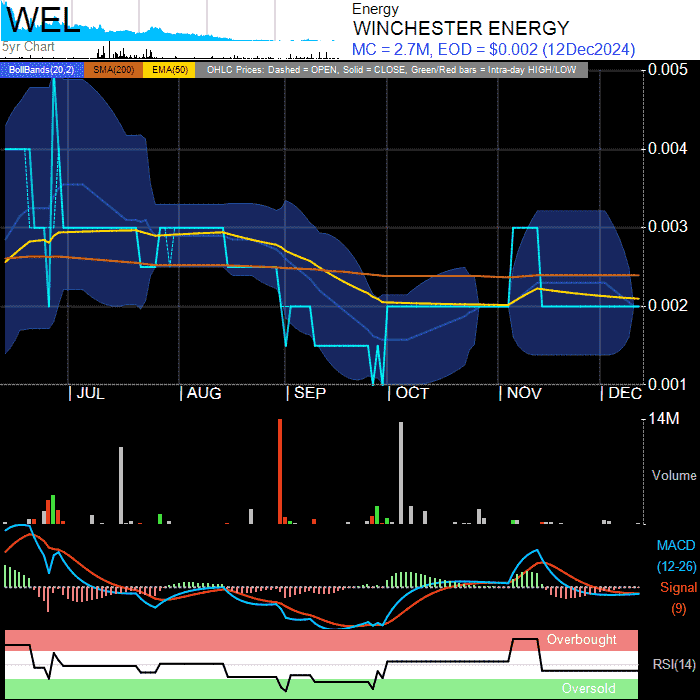 WEL
5yr Chart
Energy
WINCHESTER ENERGY
MC = 2.7M, EOD = $0.002 (12Dec2024)
BollBands(20,2) SMA(200) EMA(50) OHLC Prices: Dashed = OPEN, Solid = CLOSE, Green/Red bars = Intra-day HIGH/LOW
0.005
0.004
0.003
0.002
0.001
JUL AUG SEP OCT NOV DEC
14M
Volume
MACD
(12-26)
Signal
(9)
Overbought
RSI(14)
Oversold